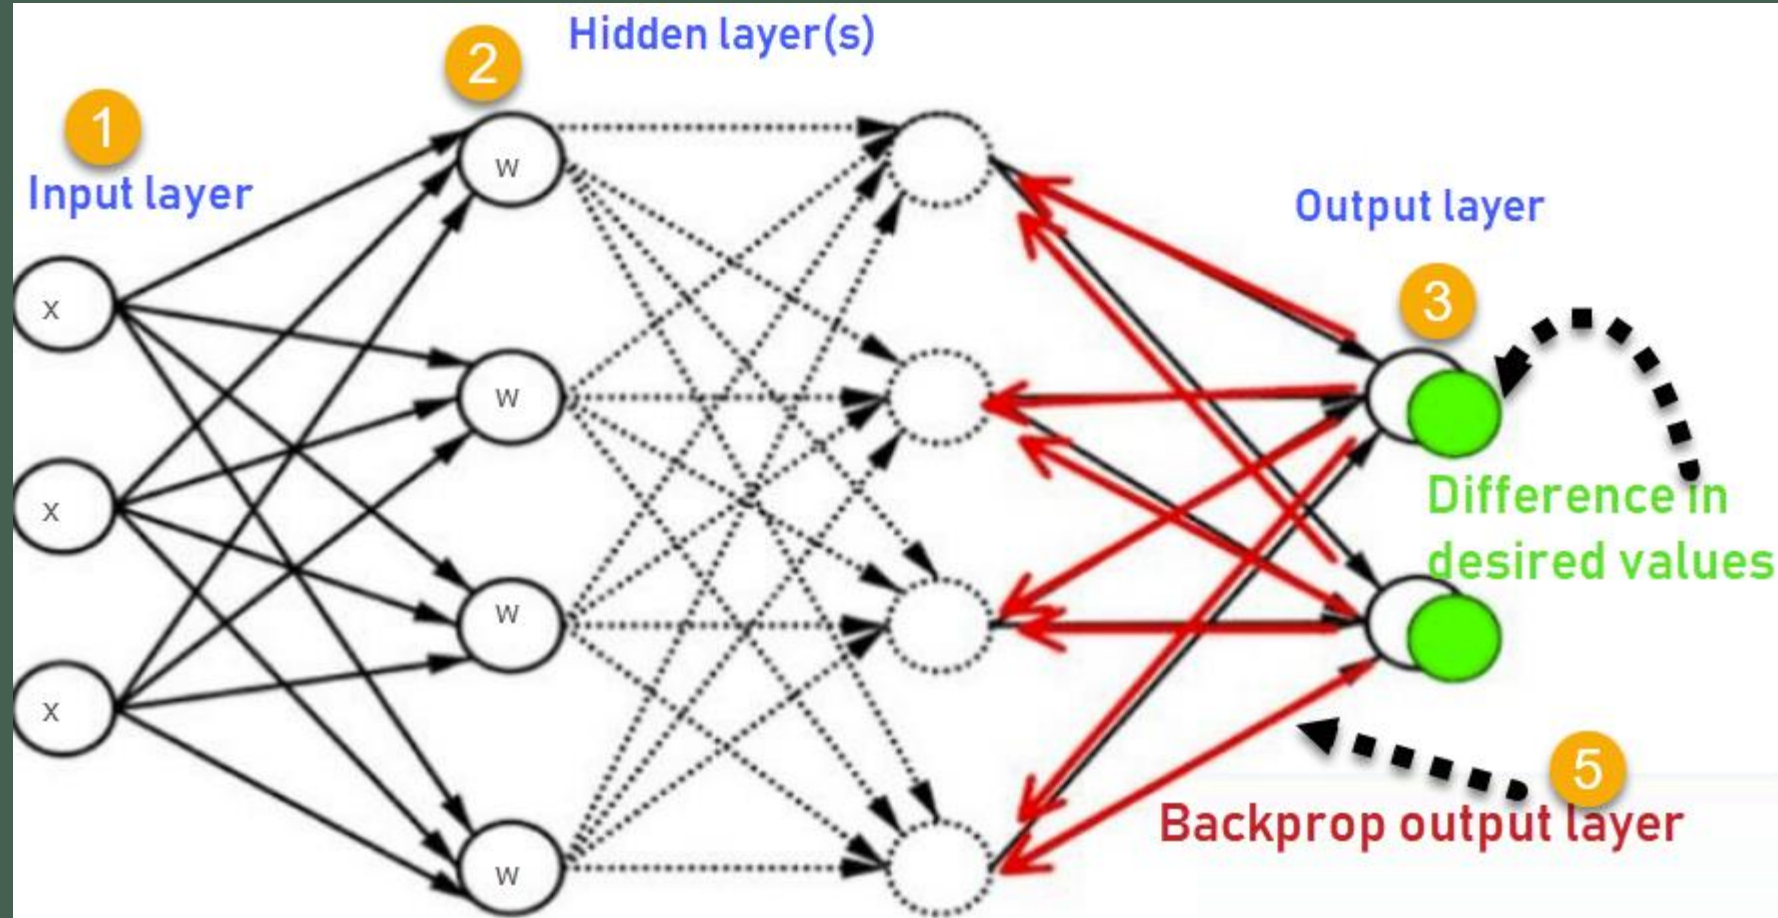 Hidden layer(s)
2
1
Input layer
Output layer
3
x
x
x
w
w
w
w
Difference in
desired values
5
Backprop output layer